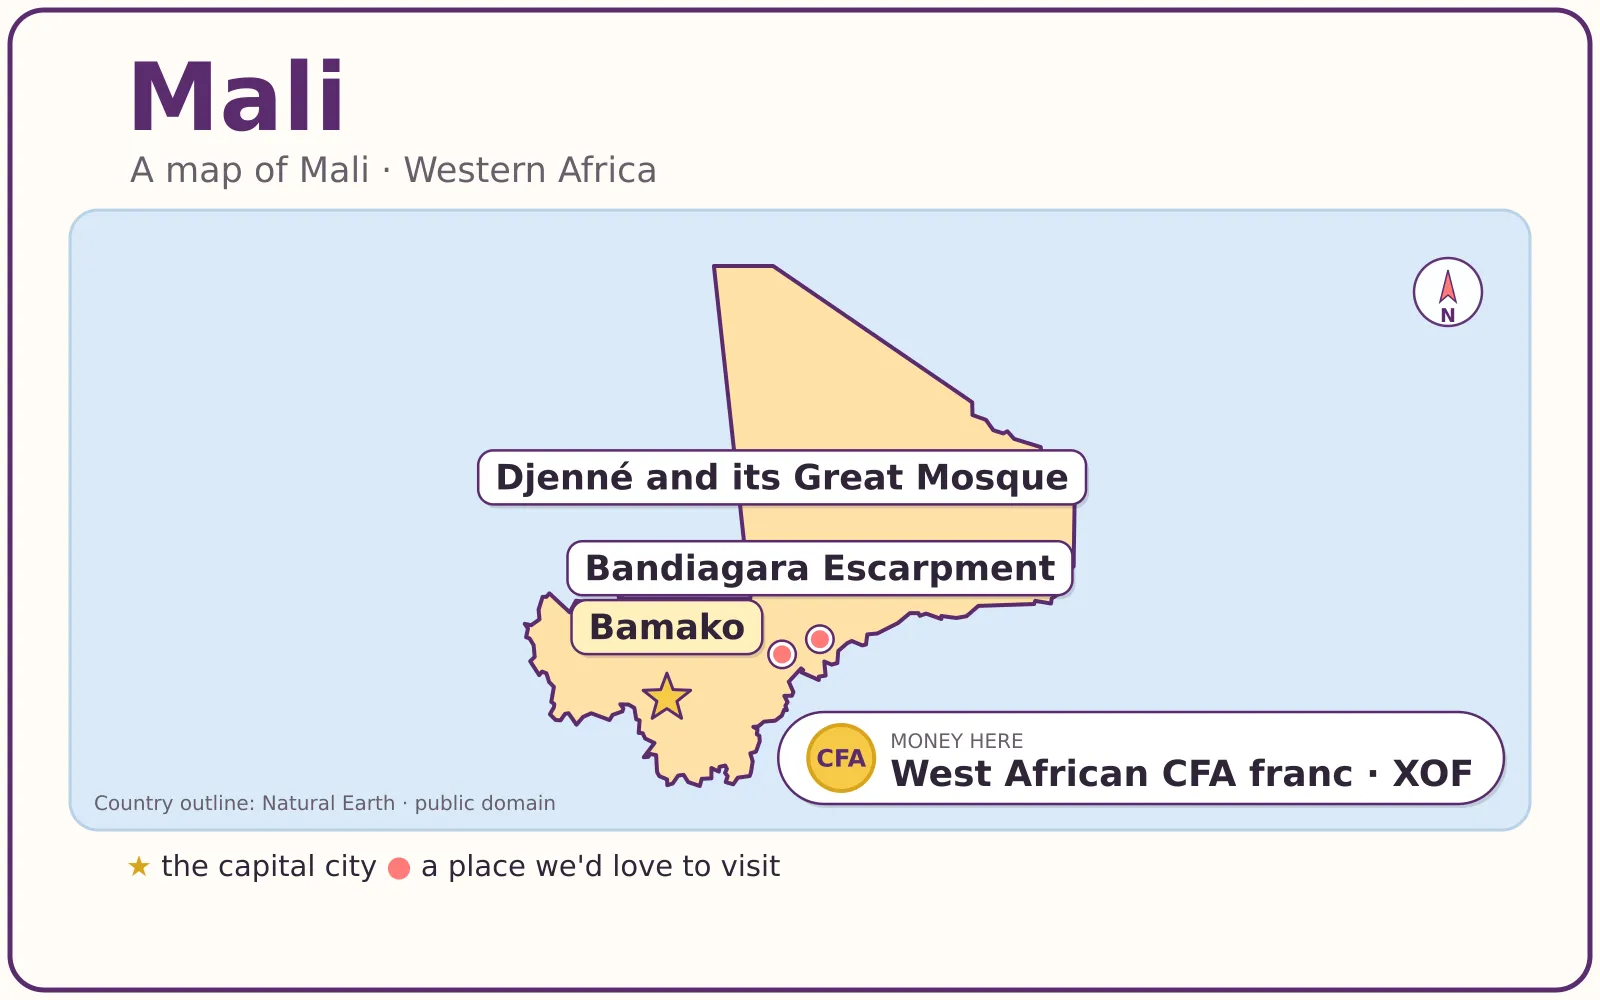 Mali
A map of Mali · Western Africa
N
Djenné and its Great Mosque
Bandiagara Escarpment
Bamako
CFA
MONEY HERE
West African CFA franc · XOF
Country outline: Natural Earth · public domain
★ the capital city ● a place we'd love to visit